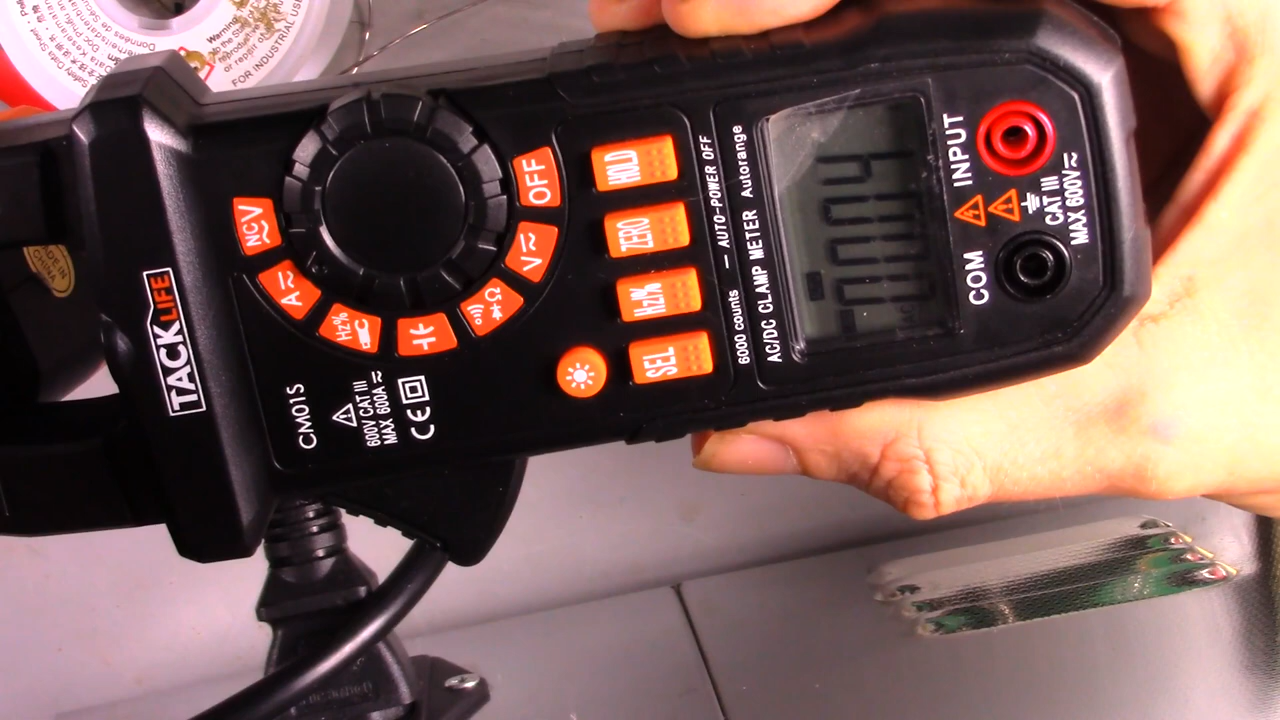 Warning
FOR INDUSTRIAL USE
MADE IN
CHINA
TACKLIFE
CM01S
600V CAT III
MAX 600A
CE
NCV
A
Hz%
V
OFF
Ω
HOLD
ZERO
Hz/%
SEL
6000 counts — AUTO-POWER OFF
AC/DC CLAMP METER Autorange
COM
INPUT
CAT III
MAX 600V